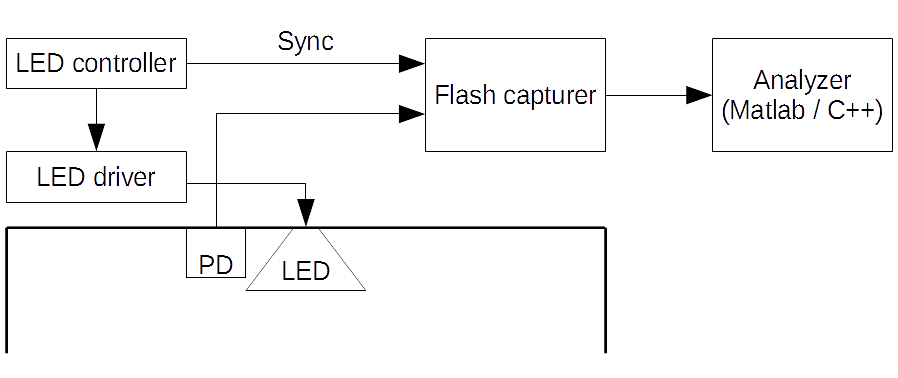 Sync
LED controller
Flash capturer
Analyzer
(Matlab / C++)
LED driver
PD
LED